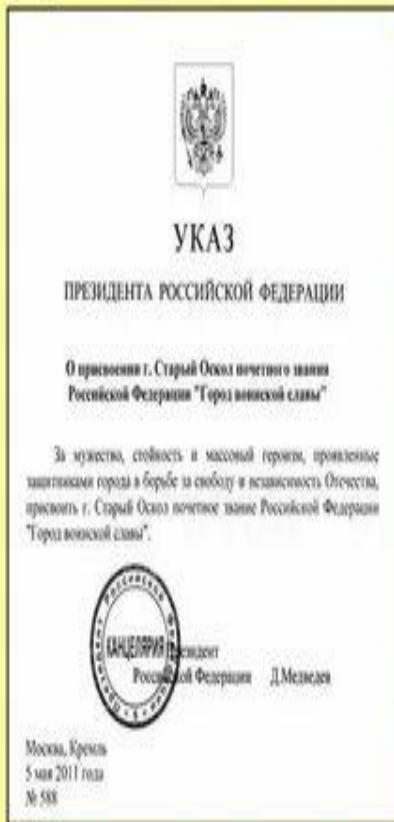 УКАЗ
ПРЕЗИДЕНТА РОССИЙСКОЙ ФЕДЕРАЦИИ
О присвоении г. Старый Оскол почетного звания
Российской Федерации "Город воинской славы"
За мужество, стойкость и массовый героизм, проявленные
защитниками города в борьбе за свободу и независимость Отечества,
присвоить г. Старый Оскол почетное звание Российской Федерации
"Город воинской славы".
КАНЦЕЛЯРИЯ
Президент
Российской Федерации Д.Медведев
Москва, Кремль
5 мая 2011 года
№ 588